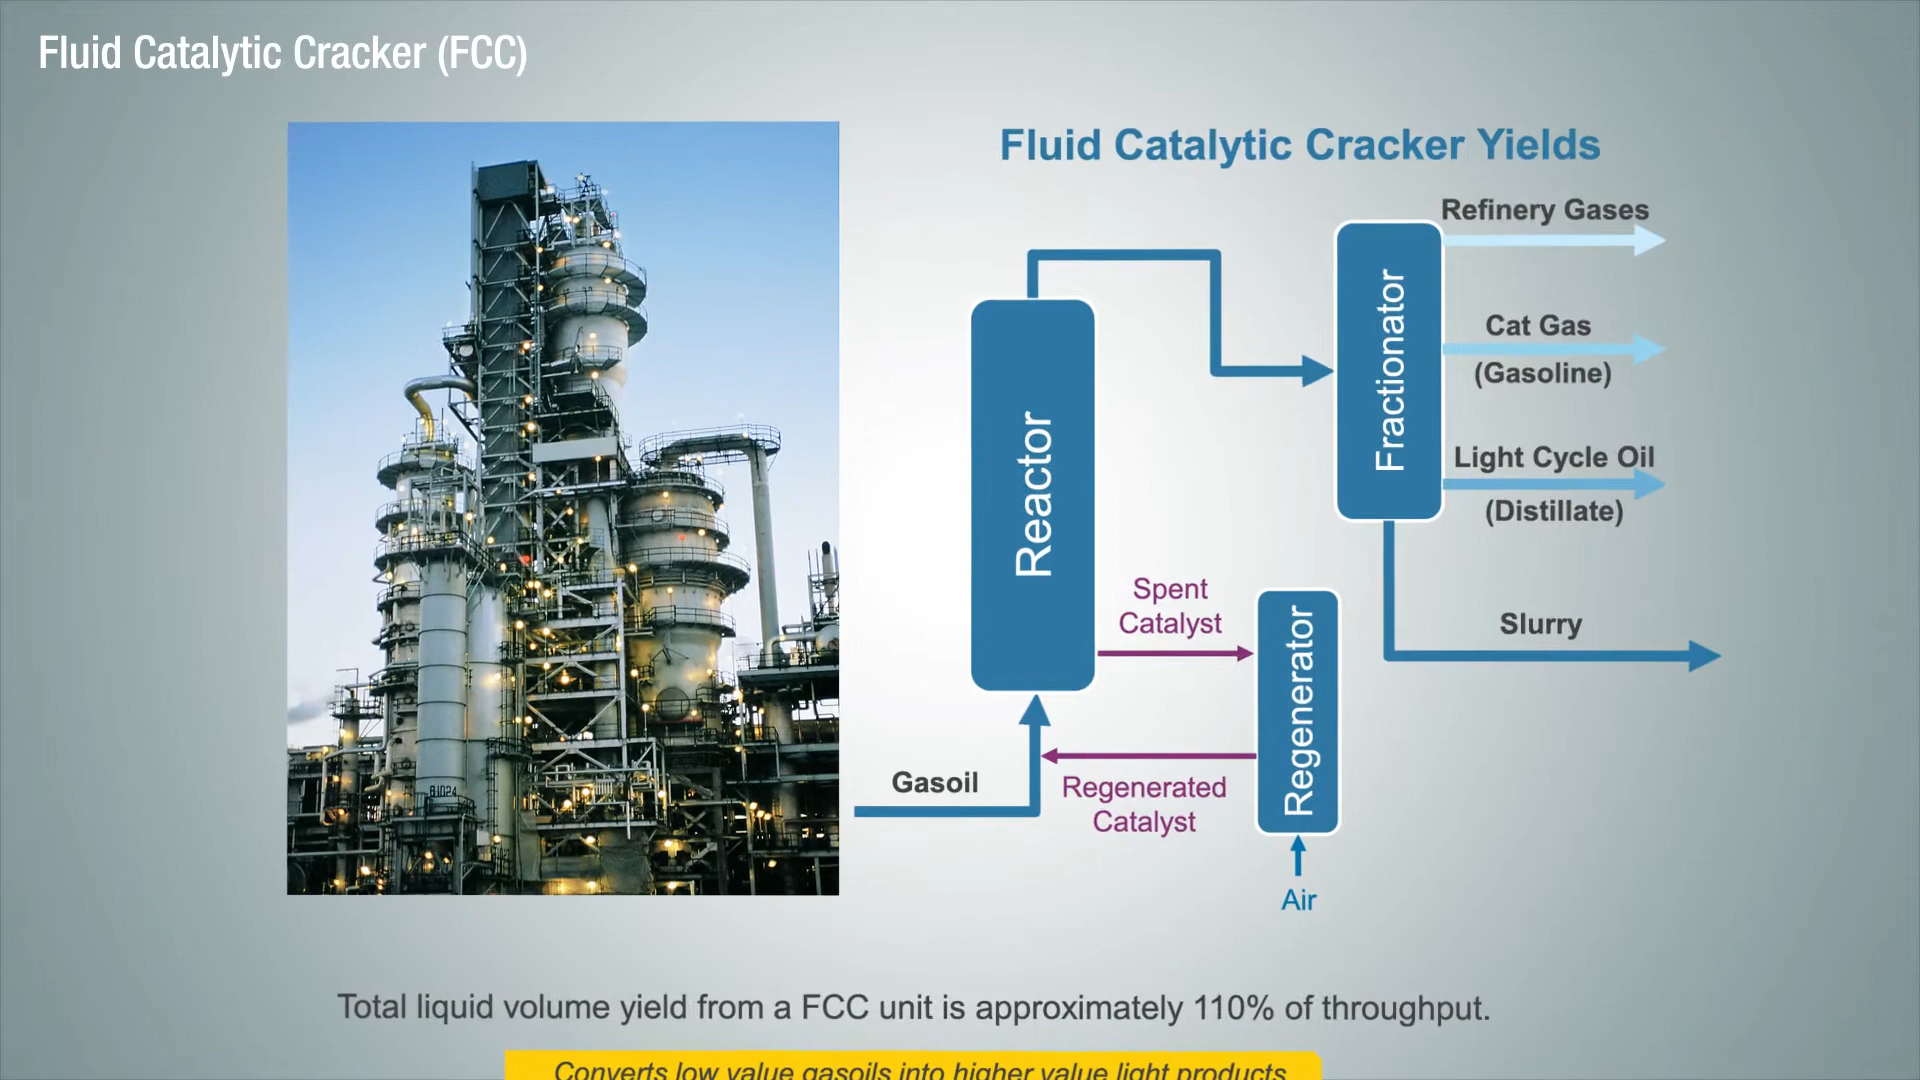 Fluid Catalytic Cracker (FCC)
Fluid Catalytic Cracker Yields
Refinery Gases
Cat Gas
(Gasoline)
Light Cycle Oil
(Distillate)
Fractionator
Reactor
Spent
Catalyst
Regenerator
Slurry
Gasoil
Regenerated
Catalyst
Air
81024
Total liquid volume yield from a FCC unit is approximately 110% of throughput.
Converts low value gasoils into higher value light products